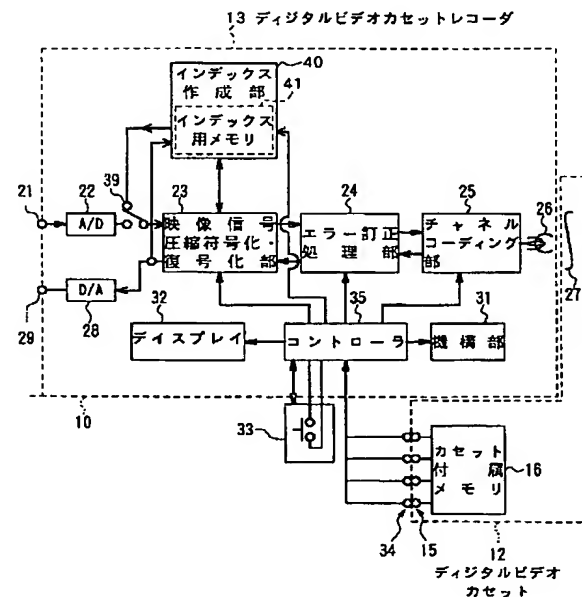 13 ディジタルビデオカセットレコーダ
40
インデックス
作成部
41
インデックス
用メモリ
39
21
22
A/D
23
映像信号
圧縮符号化・
復号化部
24
エラー訂正
処理部
25
チャネル
コーディング
部
26
27
29
D/A
28
32
ディスプレイ
35
コントローラ
31
機構部
10
33
カセット
付属
メモリ
16
34
15
12
ディジタルビデオ
カセット